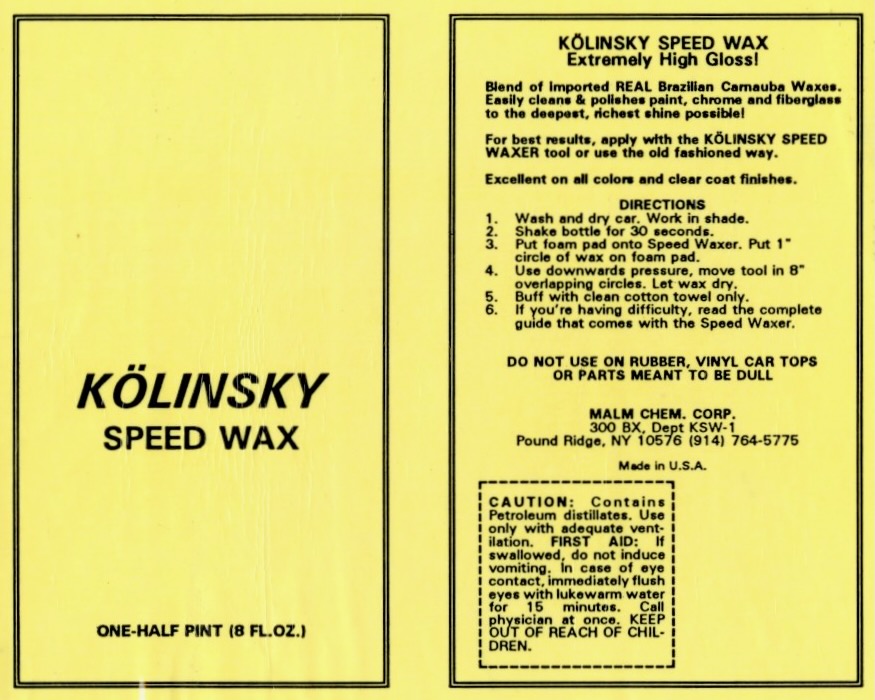 KÖLINSKY
SPEED WAX
ONE-HALF PINT (8 FL.OZ.)
KÖLINSKY SPEED WAX
Extremely High Gloss!
Blend of Imported REAL Brazilian Carnauba Waxes.
Easily cleans & polishes paint, chrome and fiberglass
to the deepest, richest shine possible!
For best results, apply with the KÖLINSKY SPEED
WAXER tool or use the old fashioned way.
Excellent on all colors and clear coat finishes.
DIRECTIONS
1. Wash and dry car. Work in shade.
2. Shake bottle for 30 seconds.
3. Put foam pad onto Speed Waxer. Put 1"
circle of wax on foam pad.
4. Use downwards pressure, move tool in 8"
overlapping circles. Let wax dry.
5. Buff with clean cotton towel only.
6. If you're having difficulty, read the complete
guide that comes with the Speed Waxer.
DO NOT USE ON RUBBER, VINYL CAR TOPS
OR PARTS MEANT TO BE DULL
MALM CHEM. CORP.
300 BX, Dept KSW-1
Pound Ridge, NY 10576 (914) 764-5775
Made in U.S.A.
CAUTION: Contains
Petroleum distillates. Use
only with adequate vent-
ilation. FIRST AID: If
swallowed, do not induce
vomiting. In case of eye
contact, immediately flush
eyes with lukewarm water
for 15 minutes. Call
physician at once. KEEP
OUT OF REACH OF CHIL-
DREN.